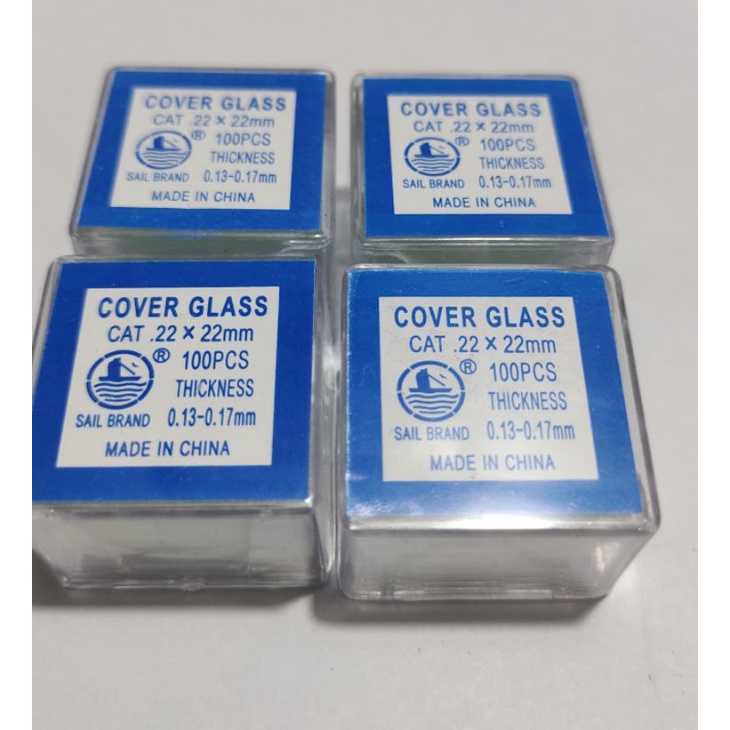 COVER GLASS
CAT .22 × 22mm
® 100PCS
THICKNESS
SAIL BRAND 0.13-0.17mm
MADE IN CHINA
COVER GLASS
CAT .22 × 22mm
® 100PCS
THICKNESS
SAIL BRAND 0.13-0.17mm
MADE IN CHINA
COVER GLASS
CAT .22 × 22mm
® 100PCS
THICKNESS
SAIL BRAND 0.13-0.17mm
MADE IN CHINA
COVER GLASS
CAT .22 × 22mm
® 100PCS
THICKNESS
SAIL BRAND 0.13-0.17mm
MADE IN CHINA